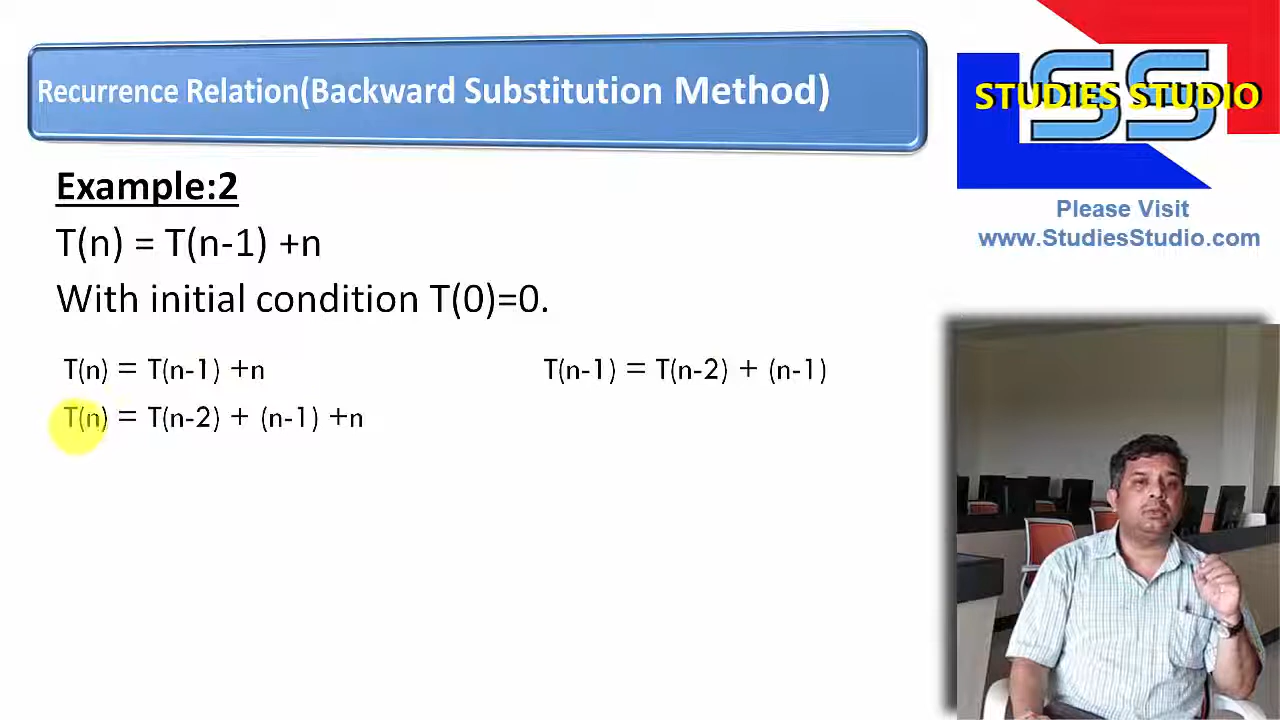 Recurrence Relation(Backward Substitution Method)
SS
STUDIES STUDIO
Please Visit
www.StudiesStudio.com
Example:2
T(n) = T(n-1) +n
With initial condition T(0)=0.
T(n) = T(n-1) +n
T(n-1) = T(n-2) + (n-1)
T(n) = T(n-2) + (n-1) +n